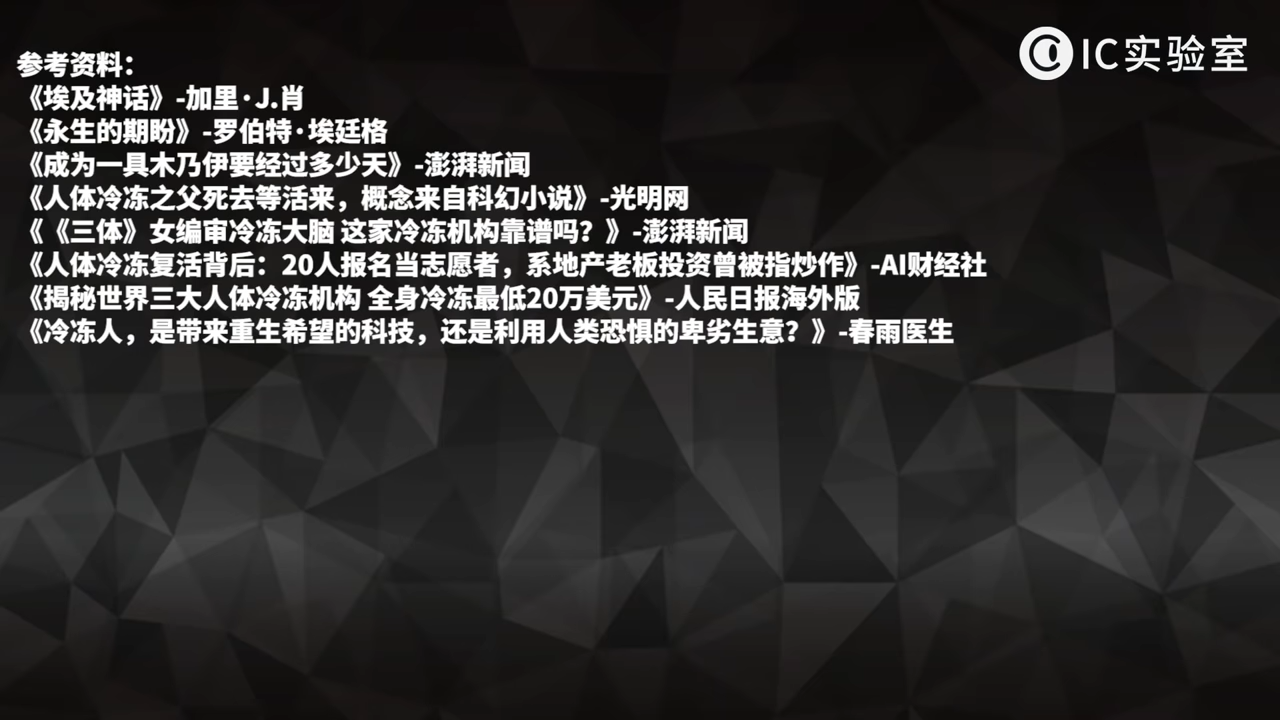 IC实验室
参考资料：
《埃及神话》-加里·J.肖
《永生的期盼》-罗伯特·埃廷格
《成为一具木乃伊要经过多少天》-澎湃新闻
《人体冷冻之父死去等活来，概念来自科幻小说》-光明网
《《三体》女编审冷冻大脑 这家冷冻机构靠谱吗？》-澎湃新闻
《人体冷冻复活背后：20人报名当志愿者，系地产老板投资曾被指炒作》-AI财经社
《揭秘世界三大人体冷冻机构 全身冷冻最低20万美元》-人民日报海外版
《冷冻人，是带来重生希望的科技，还是利用人类恐惧的卑劣生意？》-春雨医生